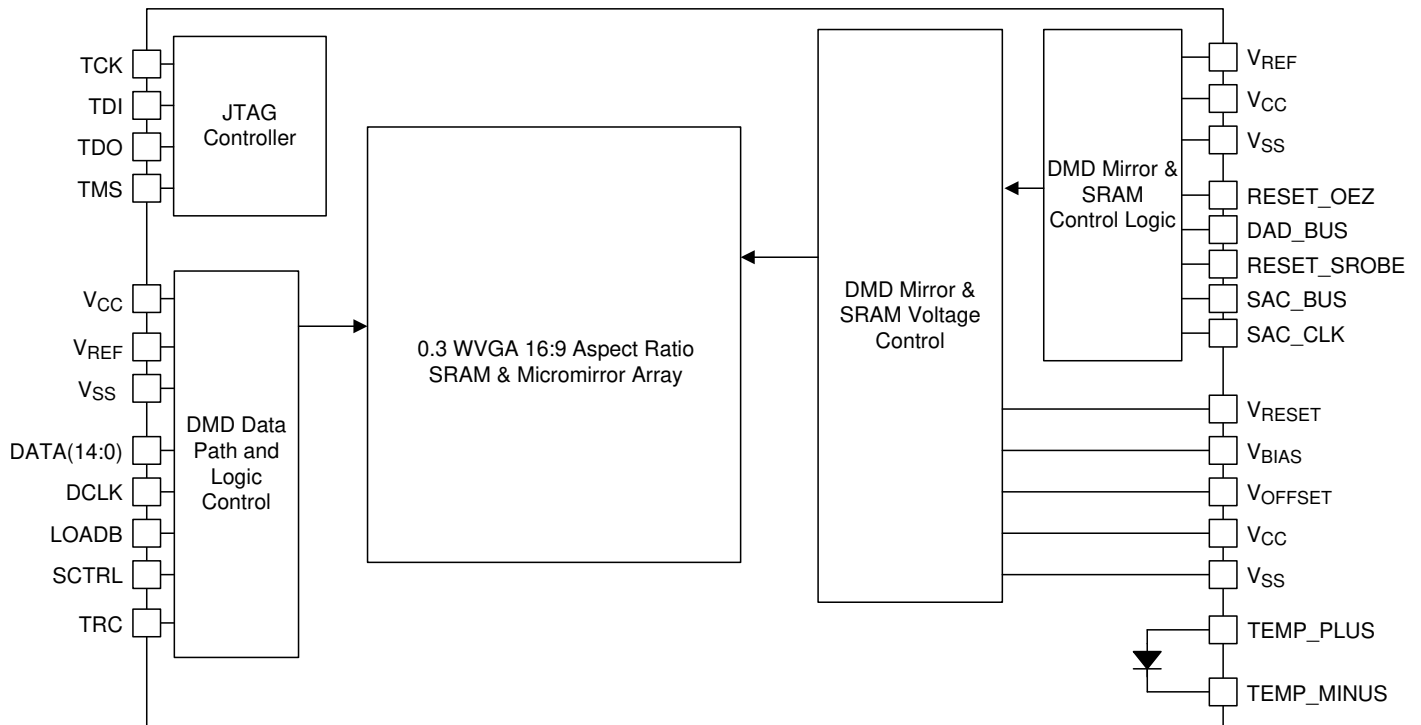 TCK
TDI
TDO
TMS
JTAG
Controller
VCC
VREF
VSS
DATA(14:0)
DCLK
LOADB
SCTRL
TRC
DMD Data
Path and
Logic
Control
0.3 WVGA 16:9 Aspect Ratio
SRAM & Micromirror Array
DMD Mirror &
SRAM Voltage
Control
DMD Mirror &
SRAM
Control Logic
VREF
VCC
VSS
RESET_OEZ
DAD_BUS
RESET_SROBE
SAC_BUS
SAC_CLK
VRESET
VBIAS
VOFFSET
VCC
VSS
TEMP_PLUS
TEMP_MINUS